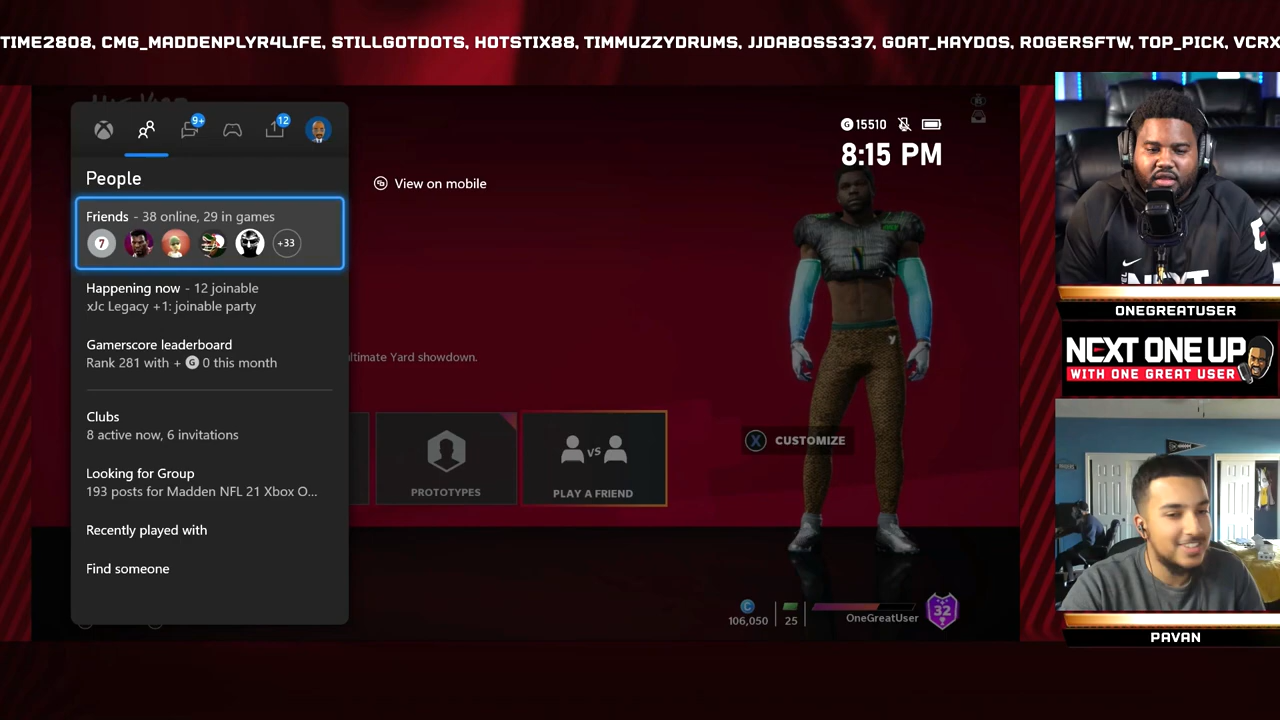 TIME2808, CMG_MADDENPLYR4LIFE, STILLGOTDOTS, HOTSTIX88, TIMMUZZYDRUMS, JJDABOSS337, GOAT_HAYDOS, ROGERSFTW, TOP_PICK, VCRX
9+
12
People
Friends - 38 online, 29 in games
7
+33
Happening now - 12 joinable
xJc Legacy +1: joinable party
Gamerscore leaderboard
Rank 281 with + G 0 this month
Clubs
8 active now, 6 invitations
Looking for Group
193 posts for Madden NFL 21 Xbox O...
Recently played with
Find someone
View on mobile
G 15510
8:15 PM
ltimate Yard showdown.
PROTOTYPES
VS
PLAY A FRIEND
X CUSTOMIZE
C
106,050
25
OneGreatUser
32
NEXT
ONEGREATUSER
NEXT ONE UP
WITH ONE GREAT USER
PAVAN